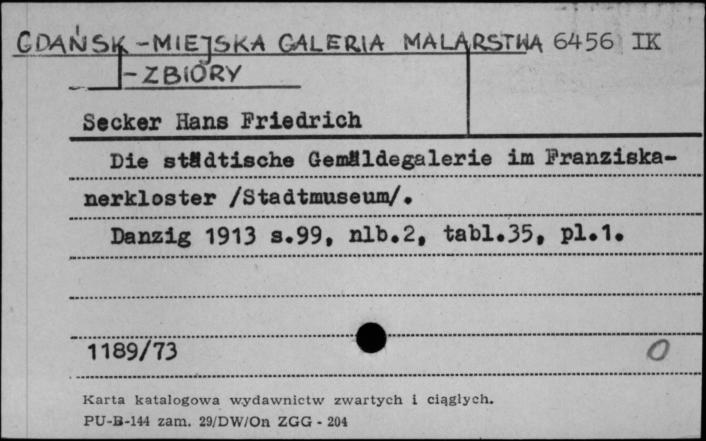 GDAŃSK - MIEJSKA GALERIA MALARSTWA 6456 IK
- ZBIORY
Secker Hans Friedrich
Die städtische Gemäldegalerie im Franziska-
nerkloster /Stadtmuseum/.
Danzig 1913 s.99, nlb.2, tabl.35, pl.1.
1189/73
0
Karta katalogowa wydawnictw zwartych i ciągłych.
PU-B-144 zam. 29/DW/On ZGG - 204